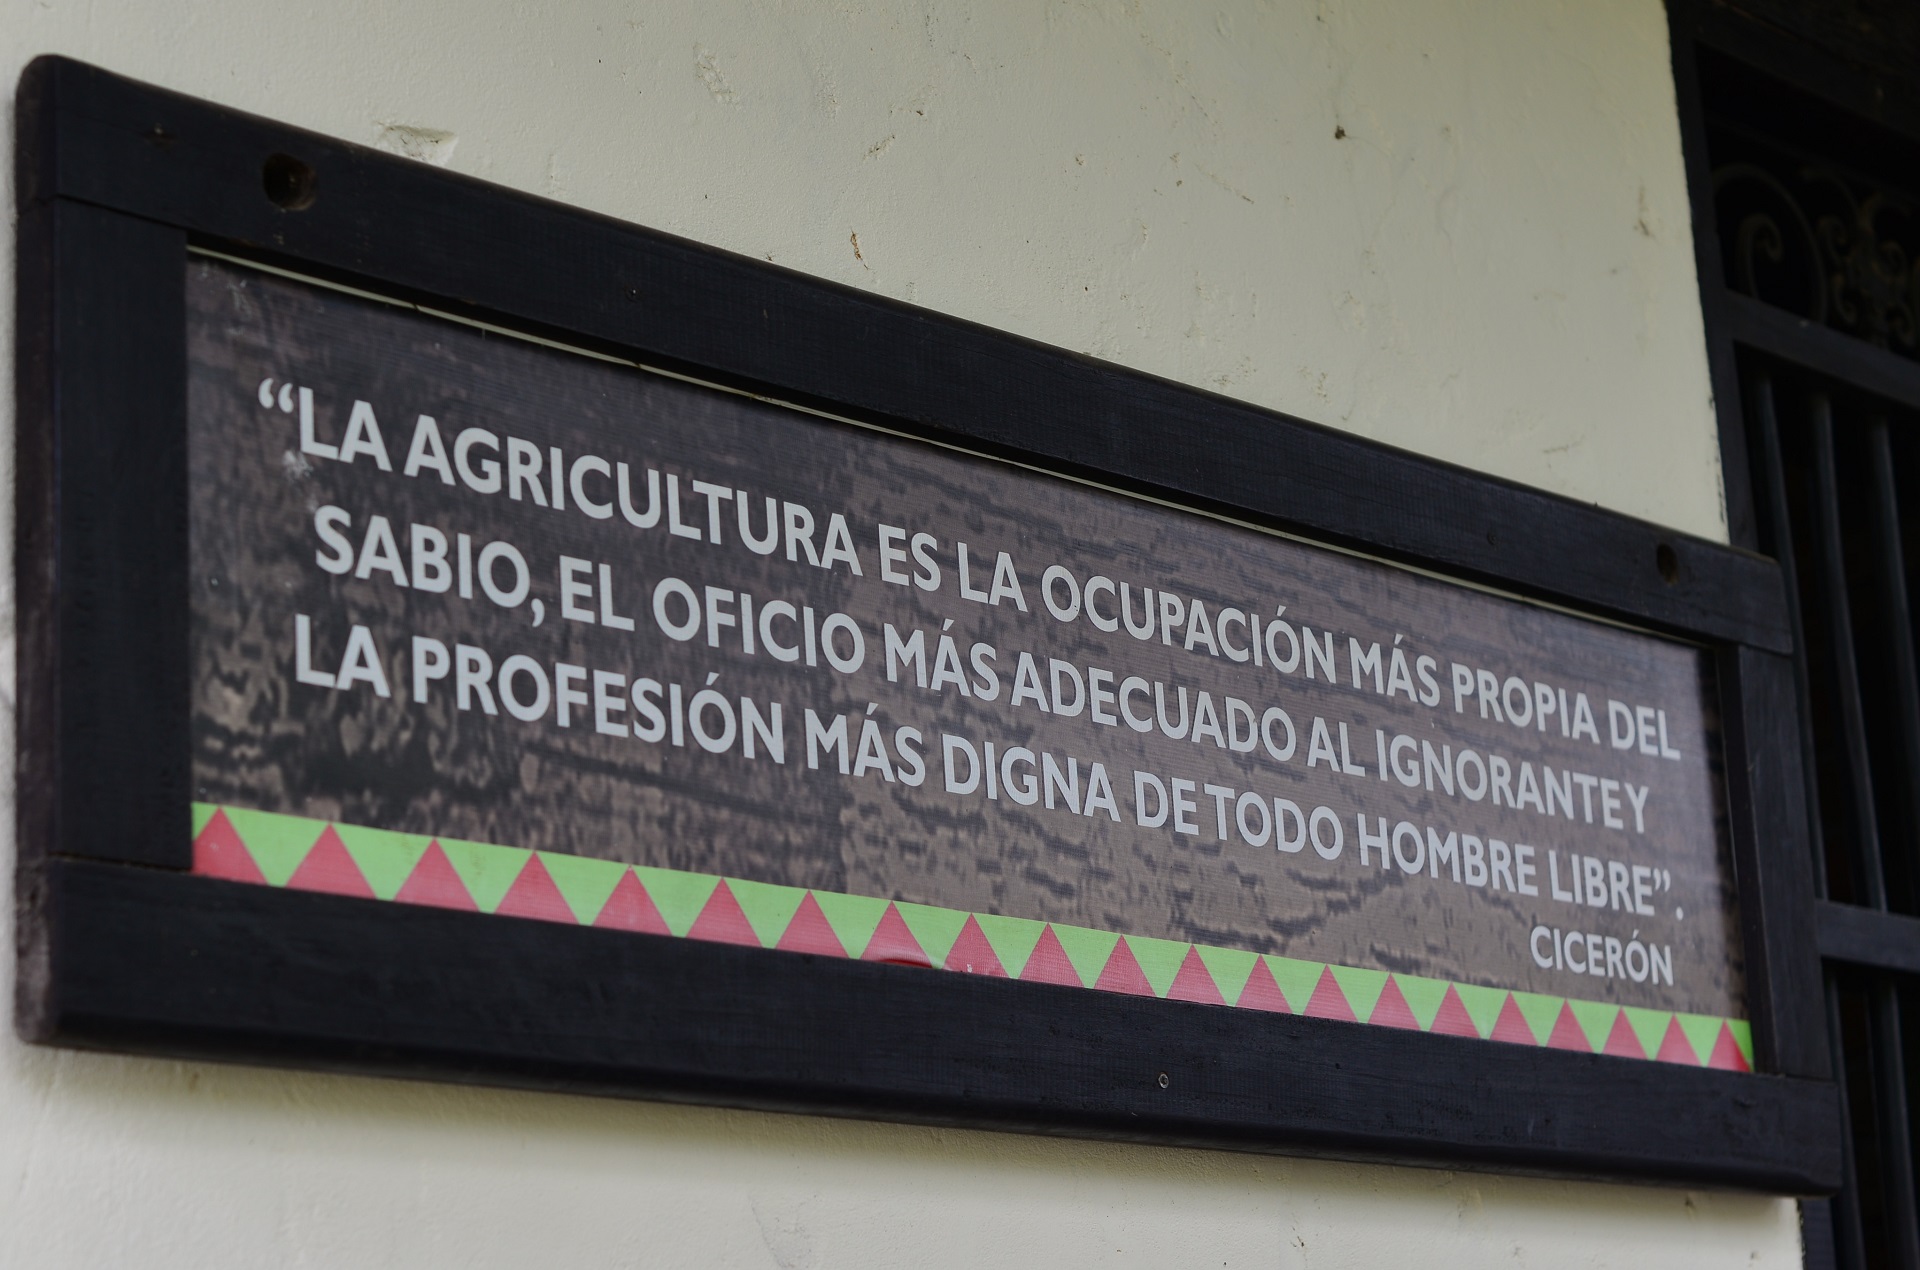 “LA AGRICULTURA ES LA OCUPACIÓN MÁS PROPIA DEL
SABIO, EL OFICIO MÁS ADECUADO AL IGNORANTE Y
LA PROFESIÓN MÁS DIGNA DE TODO HOMBRE LIBRE”.
CICERÓN